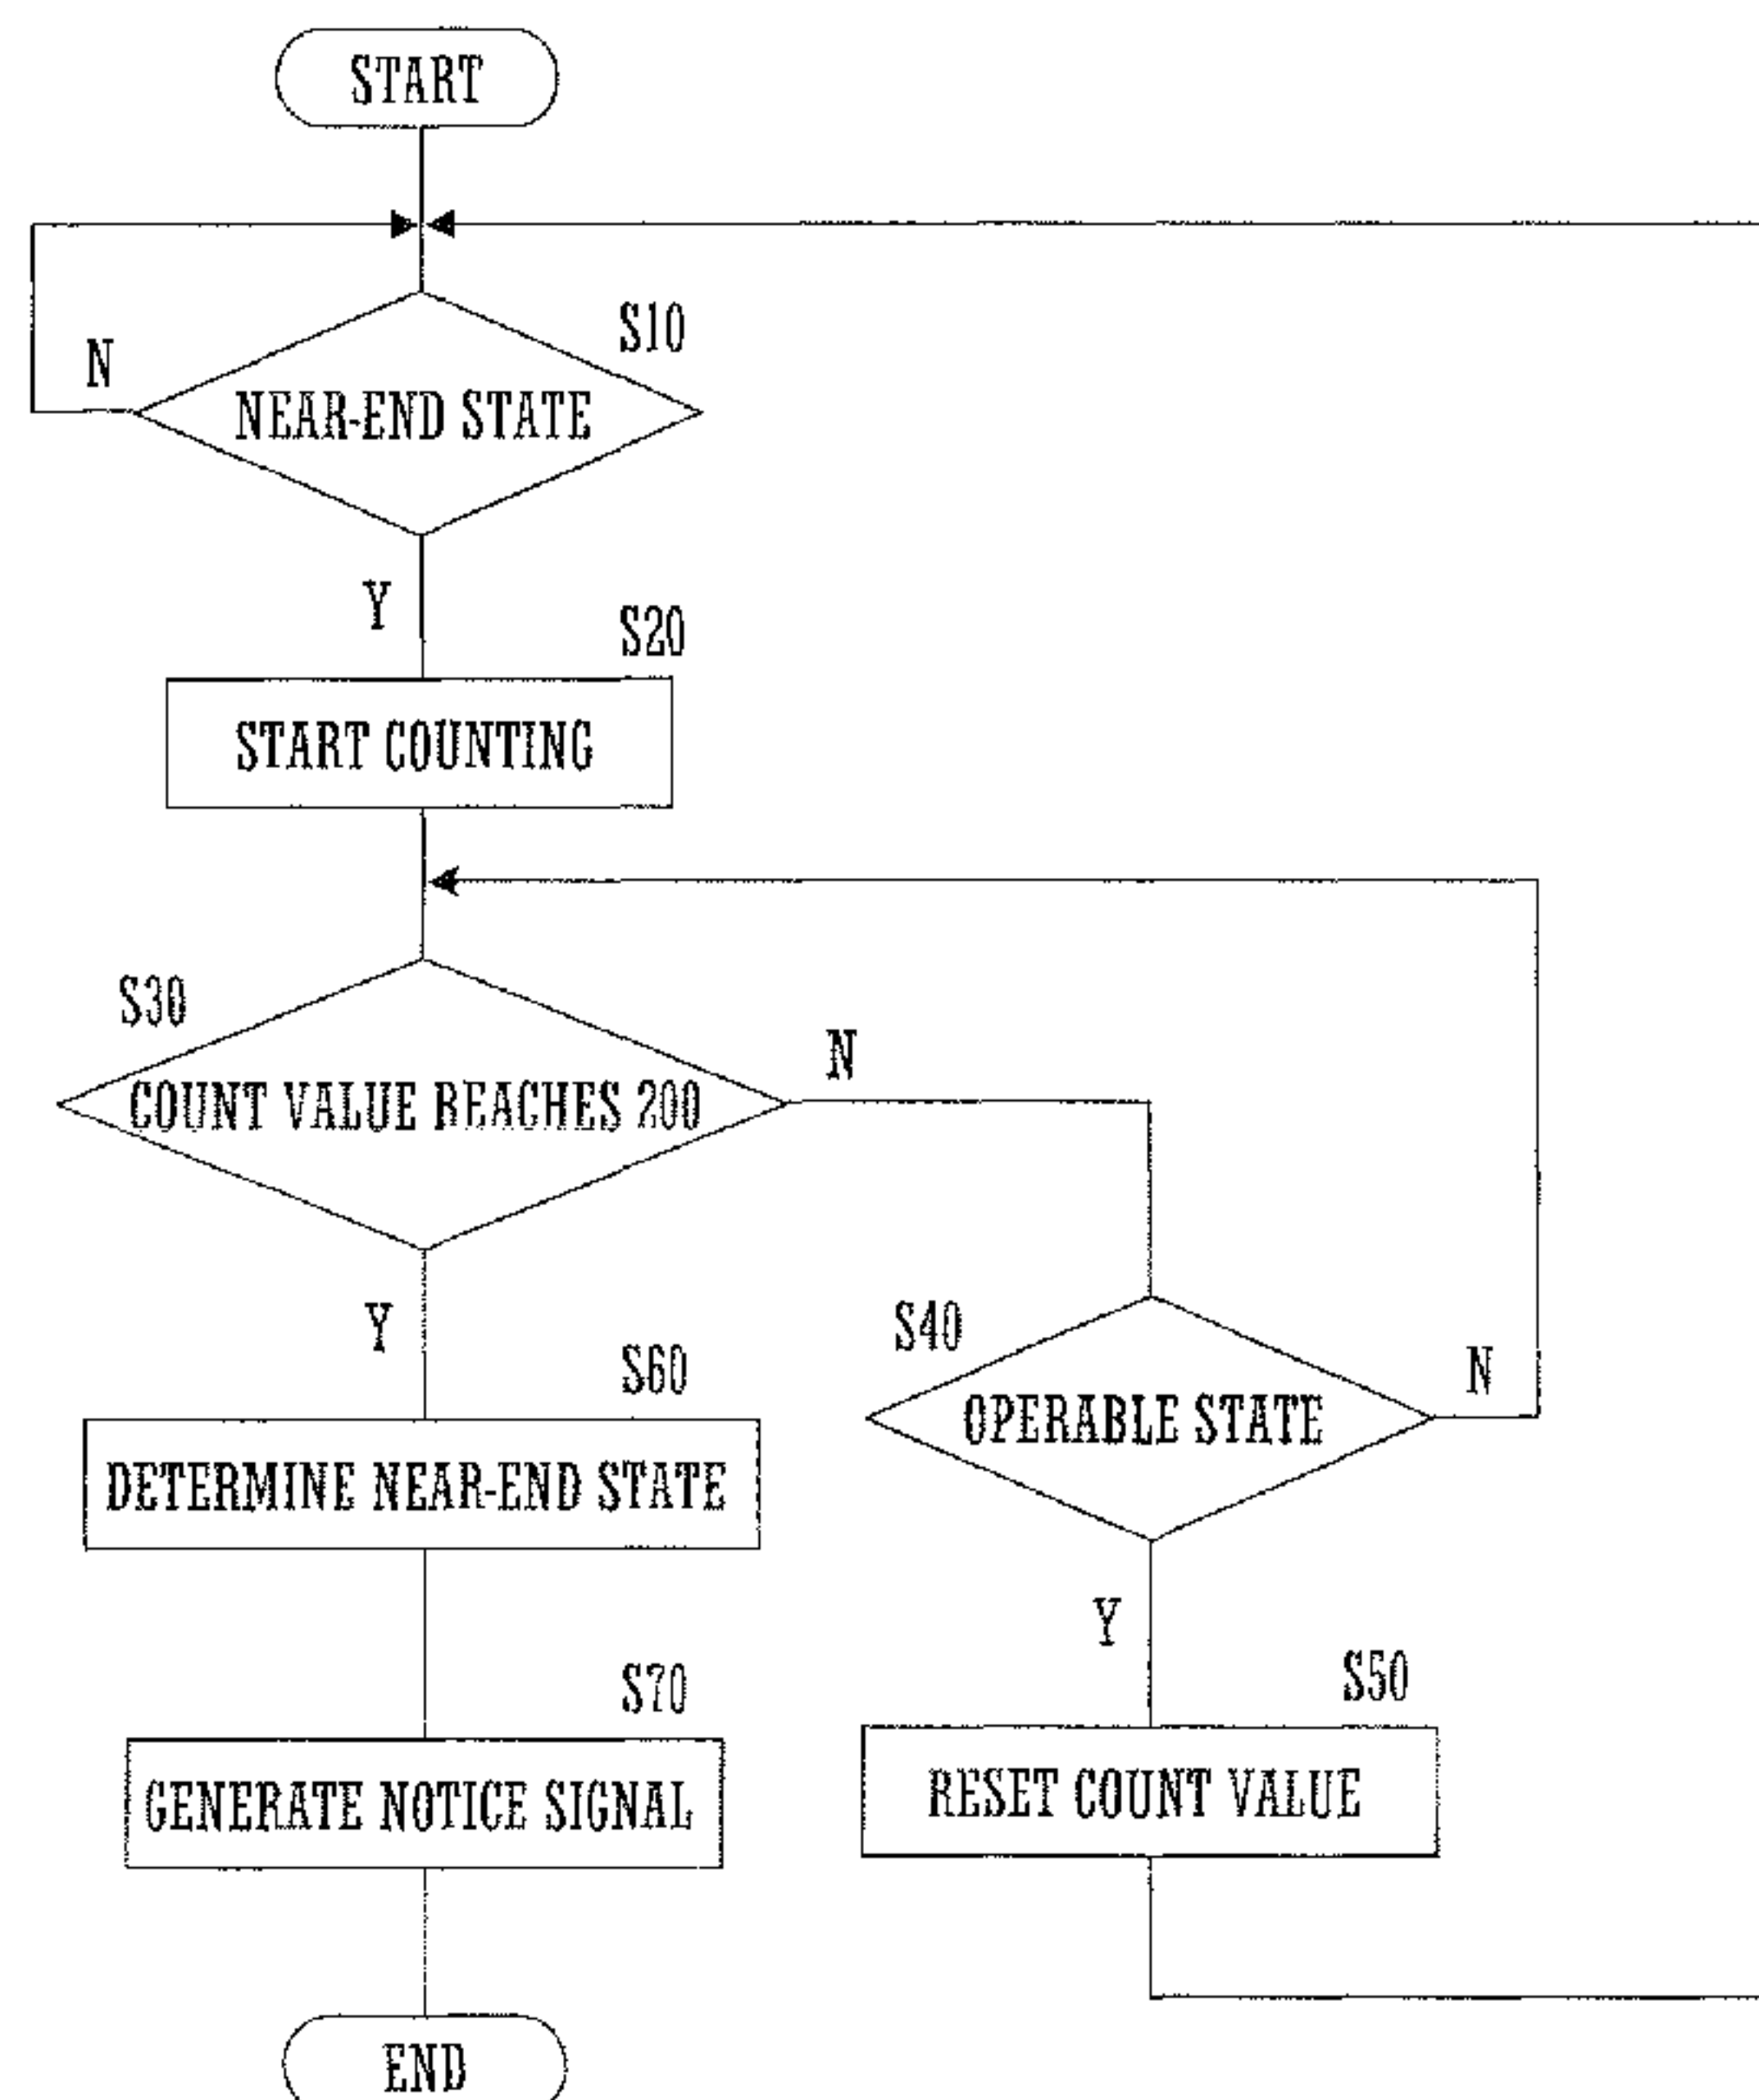 START
S10
N
NEAR-END STATE
Y
S20
START COUNTING
S30
N
COUNT VALUE REACHES 200
Y
S40
S60
N
OPERABLE STATE
DETERMINE NEAR-END STATE
Y
S50
S70
RESET COUNT VALUE
GENERATE NOTICE SIGNAL
END